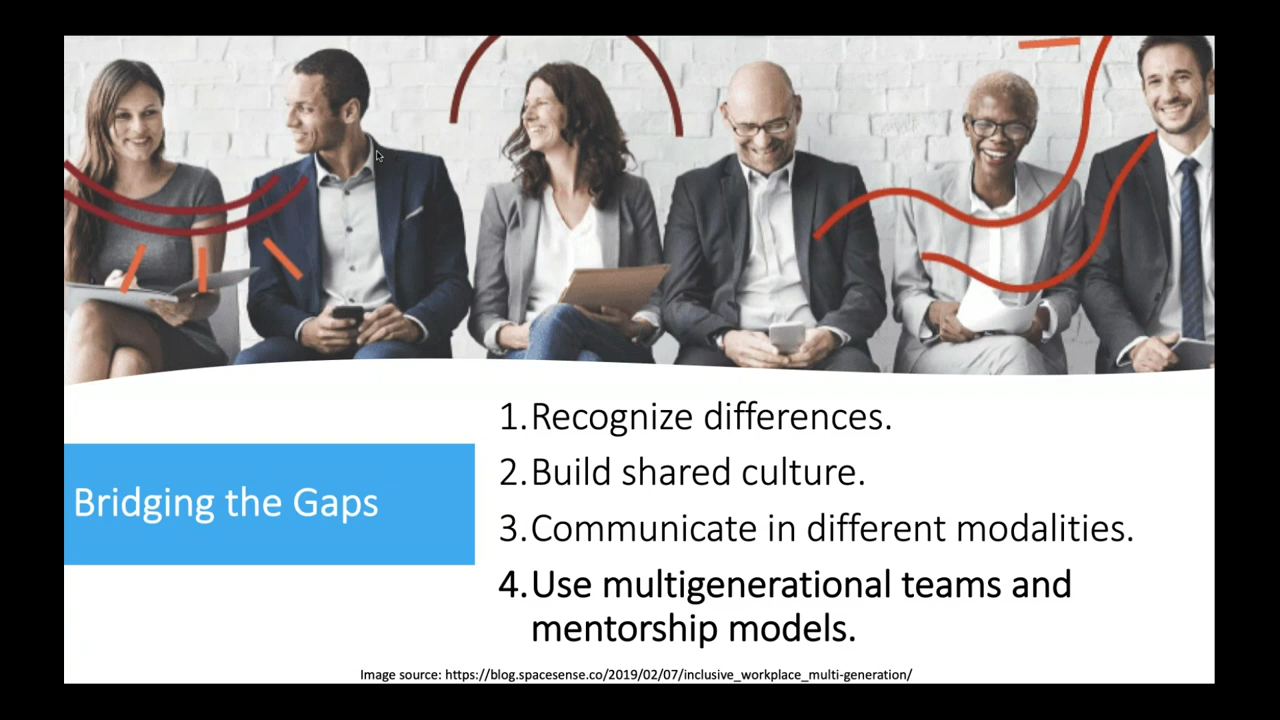 Bridging the Gaps
1. Recognize differences.
2. Build shared culture.
3. Communicate in different modalities.
4. Use multigenerational teams and
mentorship models.
Image source: https://blog.spacesense.co/2019/02/07/inclusive_workplace_multi-generation/